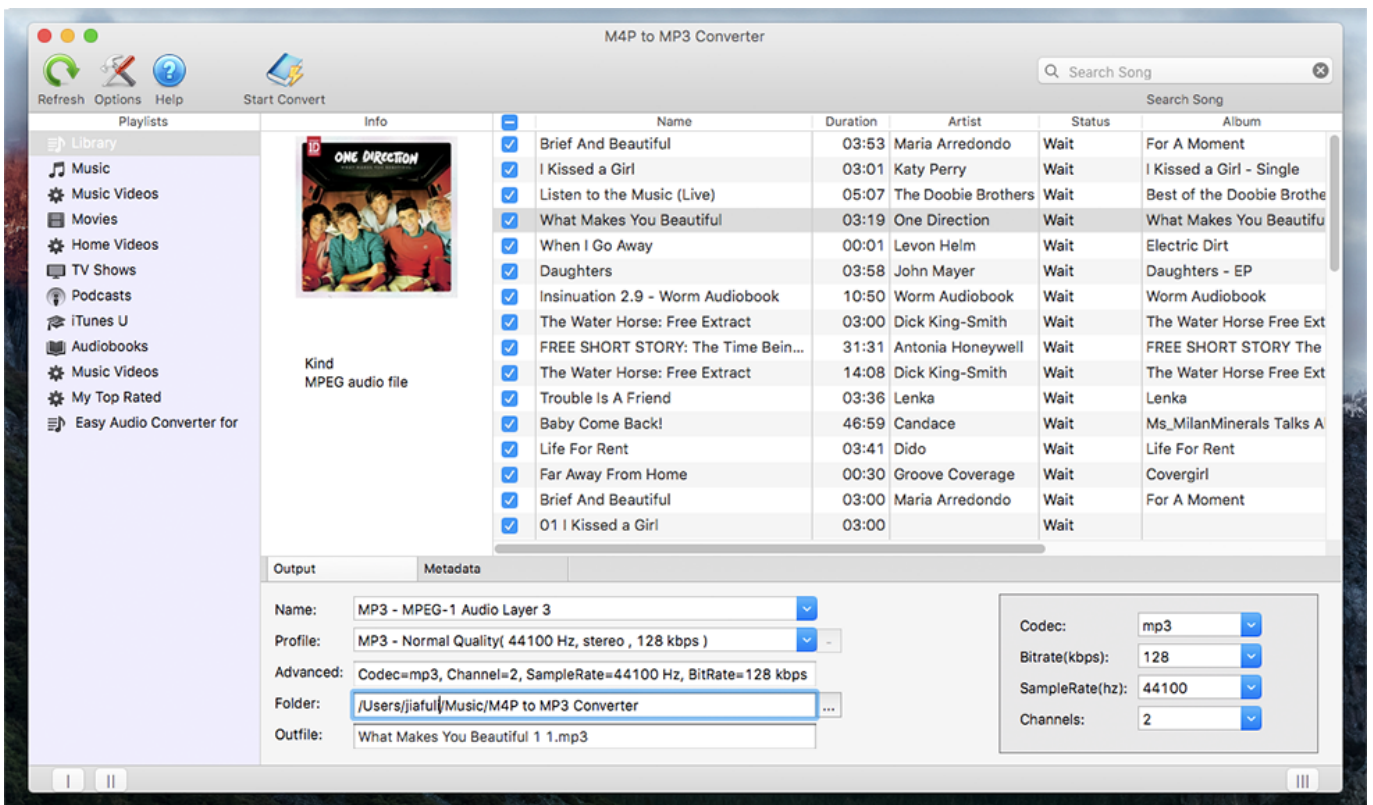 M4P to MP3 Converter
Refresh Options Help Start Convert
Search Song
Search Song
Playlists Info Name Duration Artist Status Album
Library
Music
Music Videos
Movies
Home Videos
TV Shows
Podcasts
iTunes U
Audiobooks
Music Videos
My Top Rated
Easy Audio Converter for
1D
ONE DIRECTION
Kind
MPEG audio file
Brief And Beautiful 03:53 Maria Arredondo Wait For A Moment
I Kissed a Girl 03:01 Katy Perry Wait I Kissed a Girl - Single
Listen to the Music (Live) 05:07 The Doobie Brothers Wait Best of the Doobie Brothe
What Makes You Beautiful 03:19 One Direction Wait What Makes You Beautifu
When I Go Away 00:01 Levon Helm Wait Electric Dirt
Daughters 03:58 John Mayer Wait Daughters - EP
Insinuation 2.9 - Worm Audiobook 10:50 Worm Audiobook Wait Worm Audiobook
The Water Horse: Free Extract 03:00 Dick King-Smith Wait The Water Horse Free Ext
FREE SHORT STORY: The Time Bein... 31:31 Antonia Honeywell Wait FREE SHORT STORY The
The Water Horse: Free Extract 14:08 Dick King-Smith Wait The Water Horse Free Ext
Trouble Is A Friend 03:36 Lenka Wait Lenka
Baby Come Back! 46:59 Candace Wait Ms_MilanMinerals Talks A
Life For Rent 03:41 Dido Wait Life For Rent
Far Away From Home 00:30 Groove Coverage Wait Covergirl
Brief And Beautiful 03:00 Maria Arredondo Wait For A Moment
01 I Kissed a Girl 03:00 Wait
Output Metadata
Name: MP3 - MPEG-1 Audio Layer 3
Profile: MP3 - Normal Quality( 44100 Hz, stereo , 128 kbps ) -
Advanced: Codec=mp3, Channel=2, SampleRate=44100 Hz, BitRate=128 kbps
Folder: /Users/jiafuli/Music/M4P to MP3 Converter ...
Outfile: What Makes You Beautiful 1 1.mp3
Codec: mp3
Bitrate(kbps): 128
SampleRate(hz): 44100
Channels: 2